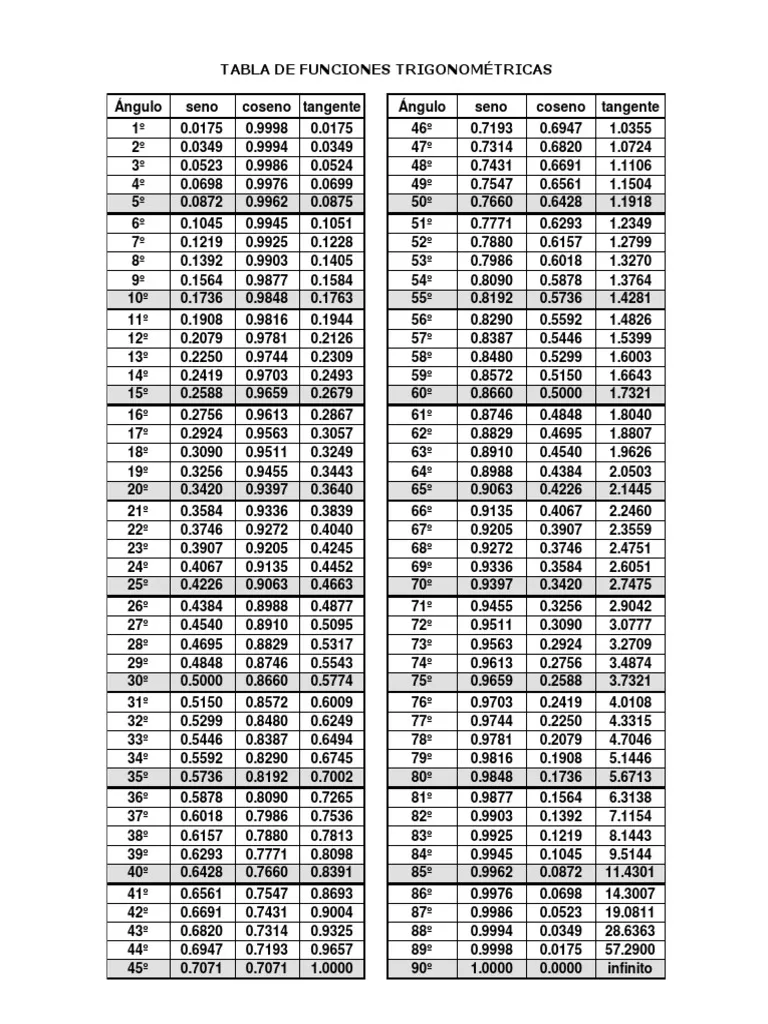 TABLA DE FUNCIONES TRIGONOMÉTRICAS
Ángulo seno coseno tangente Ángulo seno coseno tangente
1º 0.0175 0.9998 0.0175 46º 0.7193 0.6947 1.0355
2º 0.0349 0.9994 0.0349 47º 0.7314 0.6820 1.0724
3º 0.0523 0.9986 0.0524 48º 0.7431 0.6691 1.1106
4º 0.0698 0.9976 0.0699 49º 0.7547 0.6561 1.1504
5º 0.0872 0.9962 0.0875 50º 0.7660 0.6428 1.1918
6º 0.1045 0.9945 0.1051 51º 0.7771 0.6293 1.2349
7º 0.1219 0.9925 0.1228 52º 0.7880 0.6157 1.2799
8º 0.1392 0.9903 0.1405 53º 0.7986 0.6018 1.3270
9º 0.1564 0.9877 0.1584 54º 0.8090 0.5878 1.3764
10º 0.1736 0.9848 0.1763 55º 0.8192 0.5736 1.4281
11º 0.1908 0.9816 0.1944 56º 0.8290 0.5592 1.4826
12º 0.2079 0.9781 0.2126 57º 0.8387 0.5446 1.5399
13º 0.2250 0.9744 0.2309 58º 0.8480 0.5299 1.6003
14º 0.2419 0.9703 0.2493 59º 0.8572 0.5150 1.6643
15º 0.2588 0.9659 0.2679 60º 0.8660 0.5000 1.7321
16º 0.2756 0.9613 0.2867 61º 0.8746 0.4848 1.8040
17º 0.2924 0.9563 0.3057 62º 0.8829 0.4695 1.8807
18º 0.3090 0.9511 0.3249 63º 0.8910 0.4540 1.9626
19º 0.3256 0.9455 0.3443 64º 0.8988 0.4384 2.0503
20º 0.3420 0.9397 0.3640 65º 0.9063 0.4226 2.1445
21º 0.3584 0.9336 0.3839 66º 0.9135 0.4067 2.2460
22º 0.3746 0.9272 0.4040 67º 0.9205 0.3907 2.3559
23º 0.3907 0.9205 0.4245 68º 0.9272 0.3746 2.4751
24º 0.4067 0.9135 0.4452 69º 0.9336 0.3584 2.6051
25º 0.4226 0.9063 0.4663 70º 0.9397 0.3420 2.7475
26º 0.4384 0.8988 0.4877 71º 0.9455 0.3256 2.9042
27º 0.4540 0.8910 0.5095 72º 0.9511 0.3090 3.0777
28º 0.4695 0.8829 0.5317 73º 0.9563 0.2924 3.2709
29º 0.4848 0.8746 0.5543 74º 0.9613 0.2756 3.4874
30º 0.5000 0.8660 0.5774 75º 0.9659 0.2588 3.7321
31º 0.5150 0.8572 0.6009 76º 0.9703 0.2419 4.0108
32º 0.5299 0.8480 0.6249 77º 0.9744 0.2250 4.3315
33º 0.5446 0.8387 0.6494 78º 0.9781 0.2079 4.7046
34º 0.5592 0.8290 0.6745 79º 0.9816 0.1908 5.1446
35º 0.5736 0.8192 0.7002 80º 0.9848 0.1736 5.6713
36º 0.5878 0.8090 0.7265 81º 0.9877 0.1564 6.3138
37º 0.6018 0.7986 0.7536 82º 0.9903 0.1392 7.1154
38º 0.6157 0.7880 0.7813 83º 0.9925 0.1219 8.1443
39º 0.6293 0.7771 0.8098 84º 0.9945 0.1045 9.5144
40º 0.6428 0.7660 0.8391 85º 0.9962 0.0872 11.4301
41º 0.6561 0.7547 0.8693 86º 0.9976 0.0698 14.3007
42º 0.6691 0.7431 0.9004 87º 0.9986 0.0523 19.0811
43º 0.6820 0.7314 0.9325 88º 0.9994 0.0349 28.6363
44º 0.6947 0.7193 0.9657 89º 0.9998 0.0175 57.2900
45º 0.7071 0.7071 1.0000 90º 1.0000 0.0000 infinito